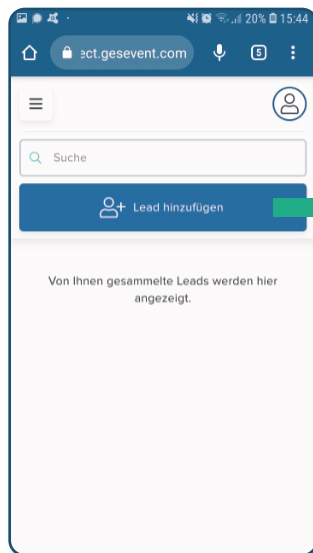 20% 15:44
ect.gesevent.com 5
Suche
Lead hinzufügen
Von Ihnen gesammelte Leads werden hier
angezeigt.